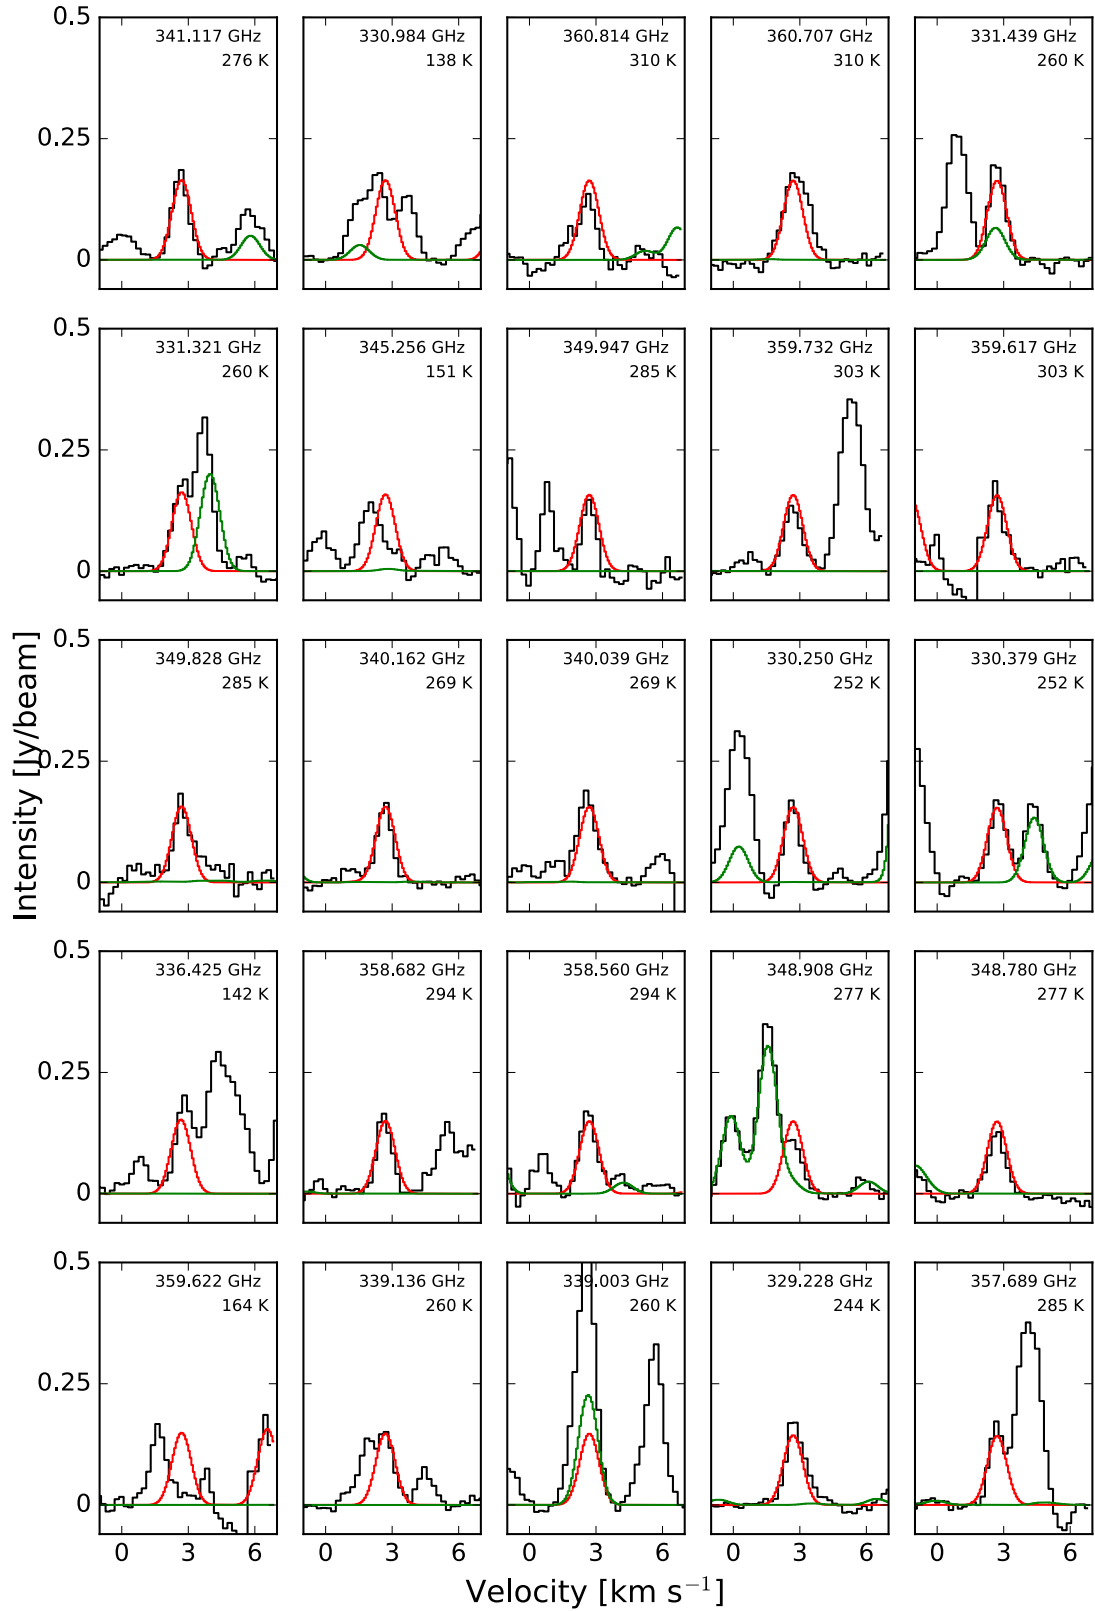 0.5
341.117 GHz
276 K
330.984 GHz
138 K
360.814 GHz
310 K
360.707 GHz
310 K
331.439 GHz
260 K
0.25
0
0.5
331.321 GHz
260 K
345.256 GHz
151 K
349.947 GHz
285 K
359.732 GHz
303 K
359.617 GHz
303 K
0.25
0
0.5
349.828 GHz
285 K
340.162 GHz
269 K
340.039 GHz
269 K
330.250 GHz
252 K
330.379 GHz
252 K
0.25
0
Intensity [Jy/beam]
0.5
336.425 GHz
142 K
358.682 GHz
294 K
358.560 GHz
294 K
348.908 GHz
277 K
348.780 GHz
277 K
0.25
0
0.5
359.622 GHz
164 K
339.136 GHz
260 K
339.003 GHz
260 K
329.228 GHz
244 K
357.689 GHz
285 K
0.25
0
0 3 6 0 3 6 0 3 6 0 3 6 0 3 6
Velocity [km s⁻¹]